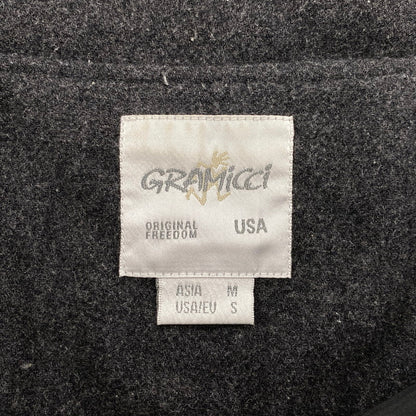 GRAMiCCi
ORIGINAL
FREEDOM
USA
ASIA M
USA/EU S